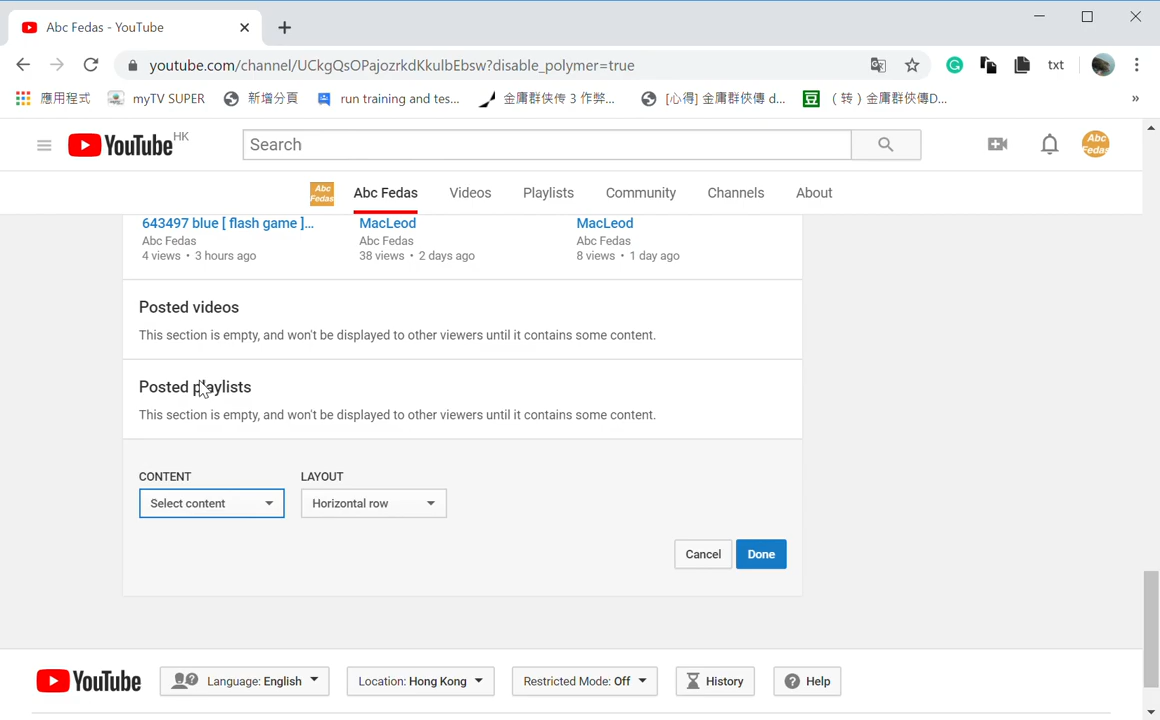 Abc Fedas - YouTube
youtube.com/channel/UCkgQsOPajozrkdKkulbEbsw?disable_polymer=true
txt
應用程式 myTV SUPER 新增分頁 run training and tes... 金庸群侠传 3 作弊... [心得] 金庸群俠傳 d... （转）金庸群俠傳D... »
YouTube HK
Search
Abc Fedas
Abc Fedas Abc Fedas Videos Playlists Community Channels About
643497 blue [ flash game ]... MacLeod MacLeod
Abc Fedas Abc Fedas Abc Fedas
4 views • 3 hours ago 38 views • 2 days ago 8 views • 1 day ago
Posted videos
This section is empty, and won't be displayed to other viewers until it contains some content.
Posted playlists
This section is empty, and won't be displayed to other viewers until it contains some content.
CONTENT LAYOUT
Select content Horizontal row
Cancel Done
YouTube Language: English Location: Hong Kong Restricted Mode: Off History Help